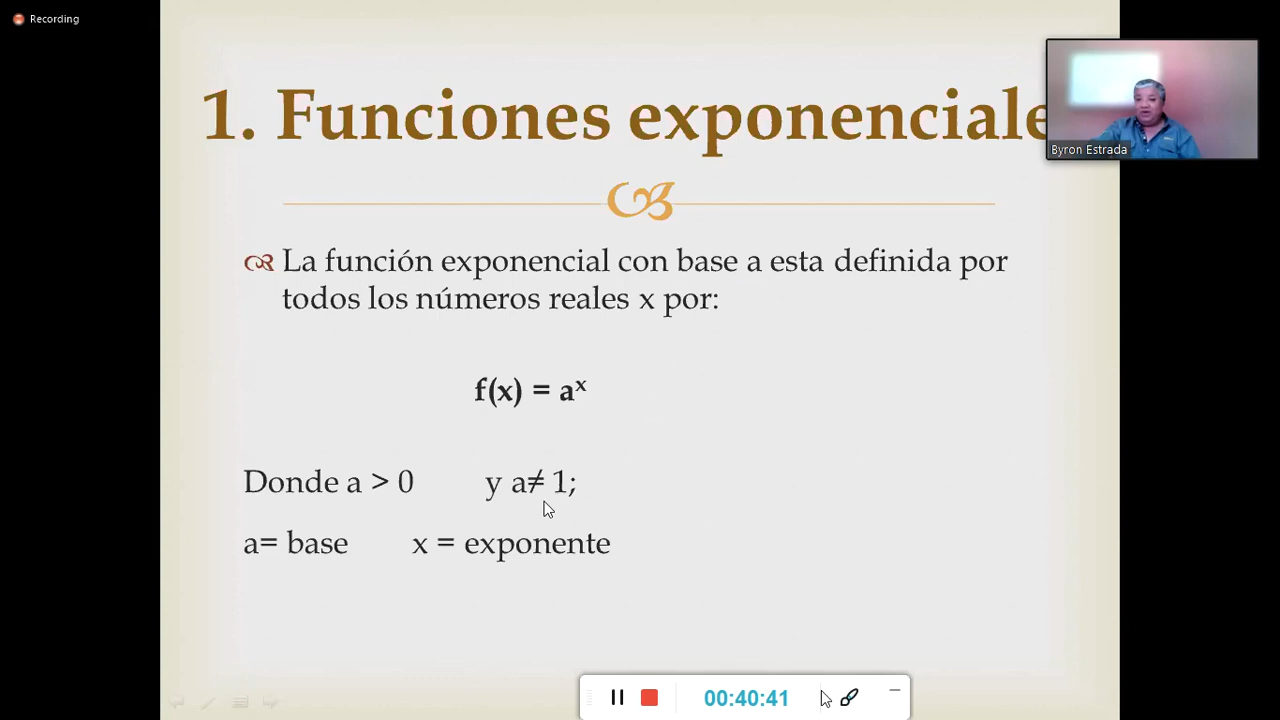 Recording
1. Funciones exponenciale
Byron Estrada
La función exponencial con base a esta definida por
todos los números reales x por:
f(x) = aˣ
Donde a > 0 y a≠ 1;
a= base x = exponente
00:40:41